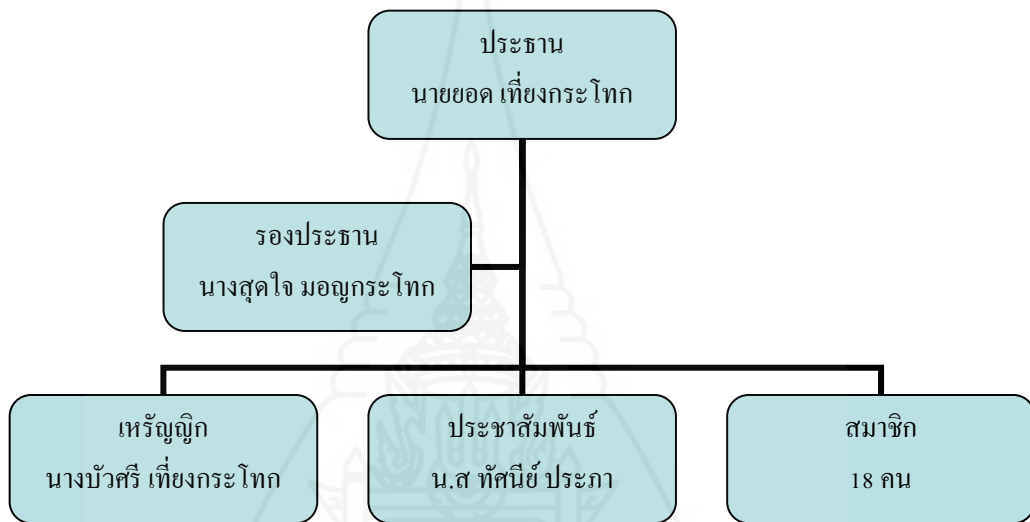 ประธาน
นายยอด เที่ยงกระโทก
รองประธาน
นางสุดใจ มอญกระโทก
เหรัญญิก
นางบัวศรี เที่ยงกระโทก
ประชาสัมพันธ์
น.ส ทัศนีย์ ประภา
สมาชิก
18 คน